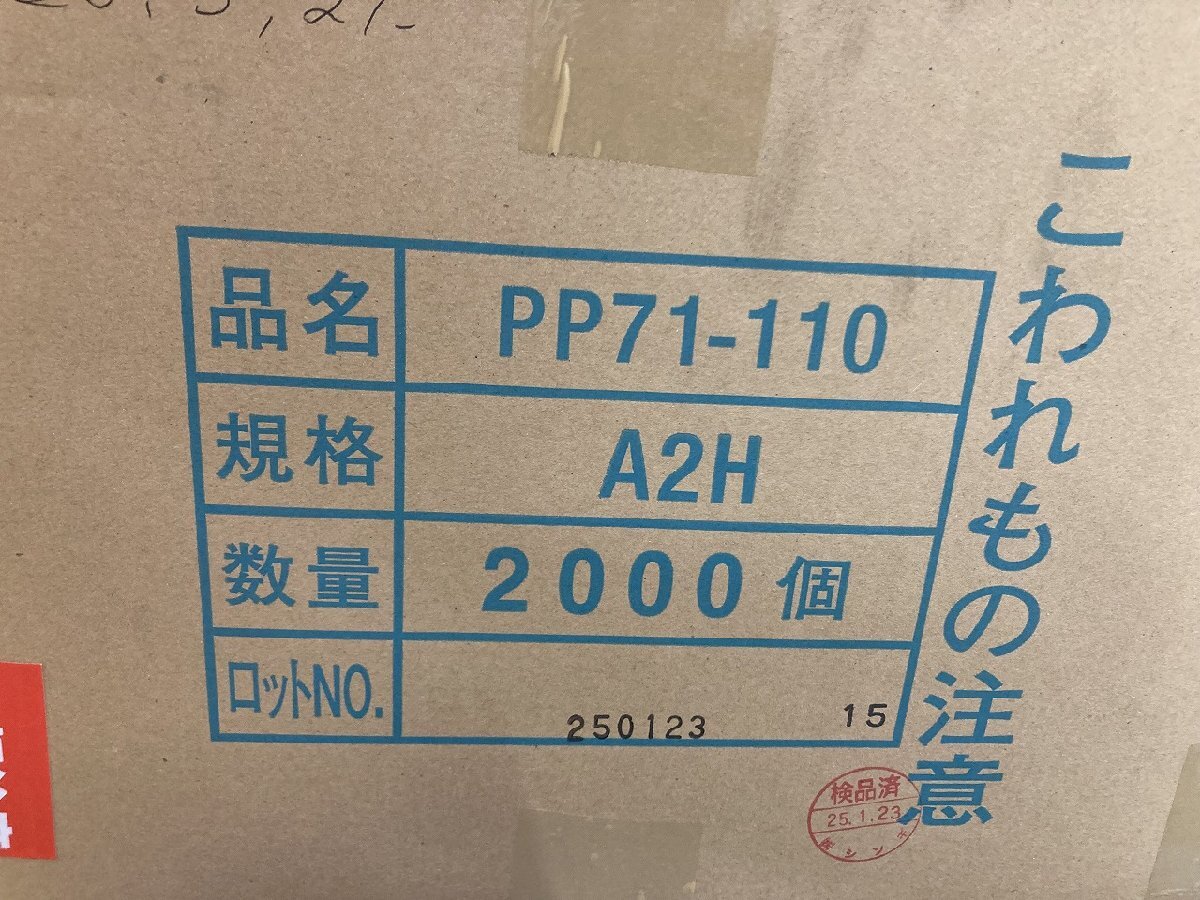 品名 PP71-110
規格 A2H
数量 2000個
ロットNO. 250123 15
こわれもの注意
検品済
25.1.23